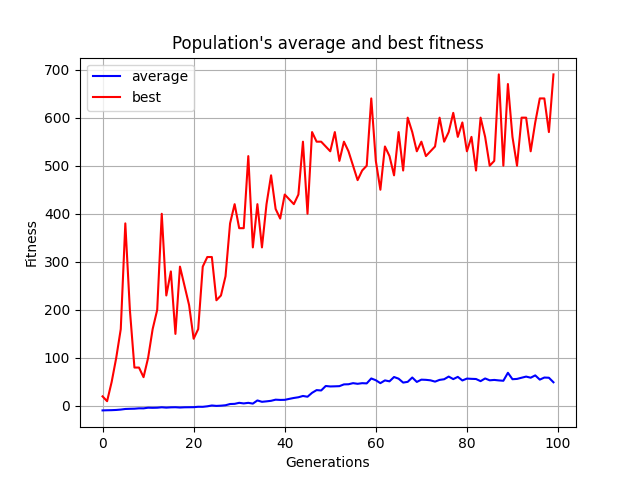 Population's average and best fitness
average
best
700
600
500
400
300
200
100
0
Fitness
0 20 40 60 80 100
Generations